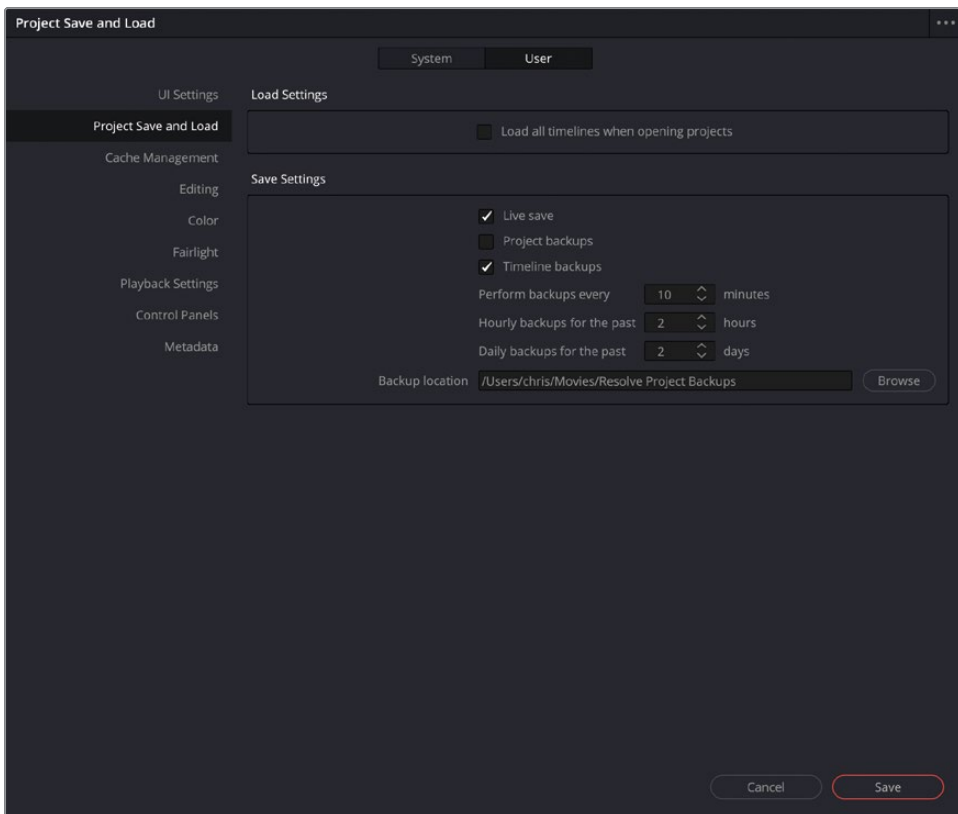 Project Save and Load
System User
UI Settings
Project Save and Load
Cache Management
Editing
Color
Fairlight
Playback Settings
Control Panels
Metadata
Load Settings
Load all timelines when opening projects
Save Settings
Live save
Project backups
Timeline backups
Perform backups every 10 minutes
Hourly backups for the past 2 hours
Daily backups for the past 2 days
Backup location /Users/chris/Movies/Resolve Project Backups Browse
Cancel Save